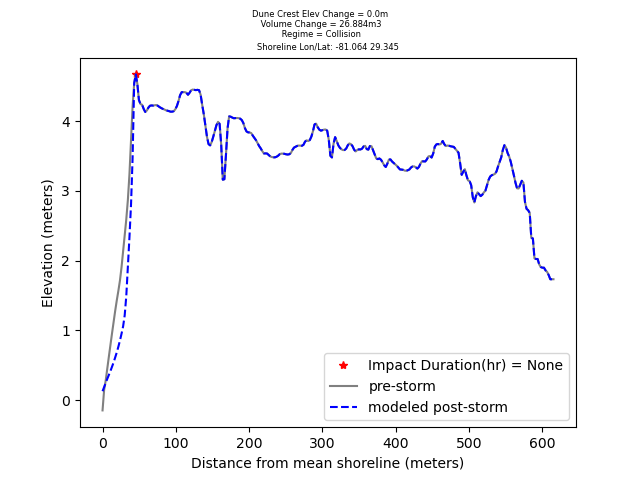 Dune Crest Elev Change = 0.0m
Volume Change = 26.884m3
Regime = Collision
Shoreline Lon/Lat: -81.064 29.345
4
3
2
1
0
Elevation (meters)
Impact Duration(hr) = None
pre-storm
modeled post-storm
0 100 200 300 400 500 600
Distance from mean shoreline (meters)